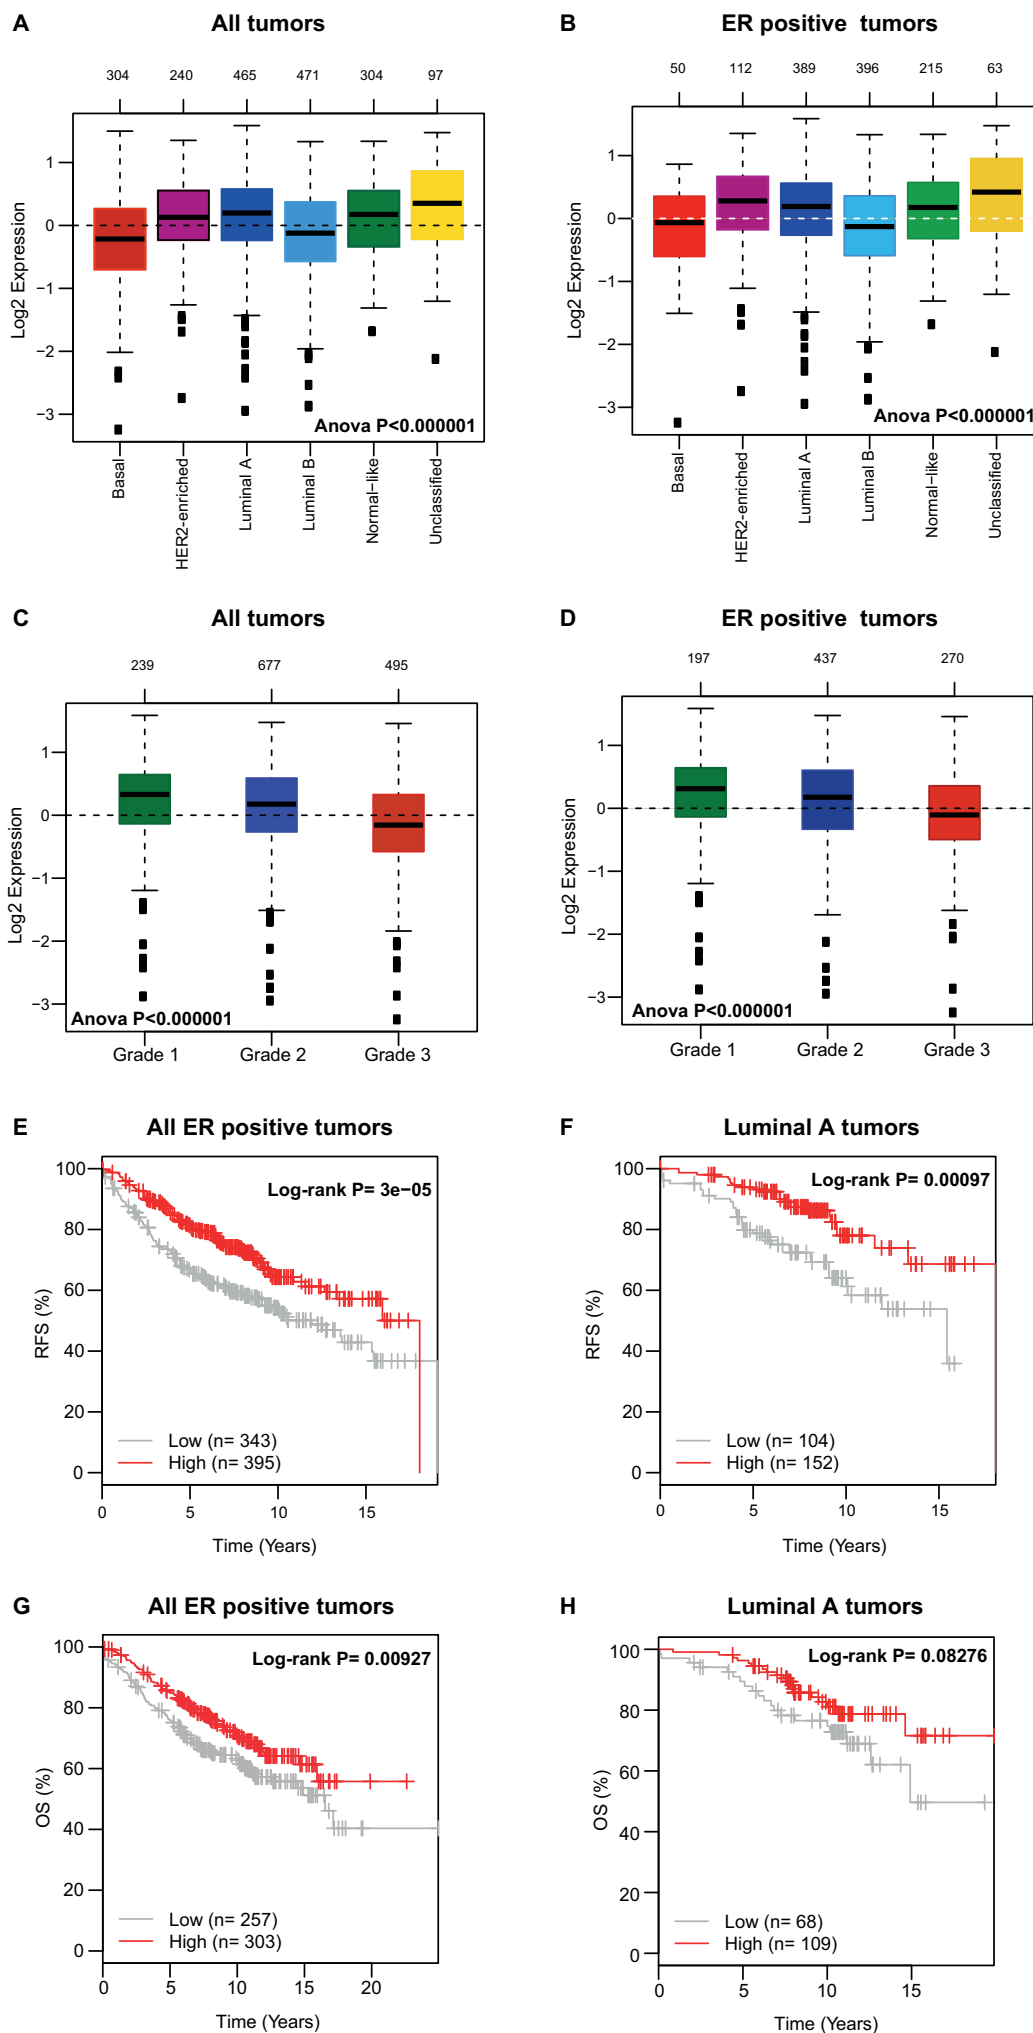 A All tumors
304 240 465 471 304 97
Log2 Expression
1
0
−1
−2
−3
Anova P<0.000001
Basal
HER2−enriched
Luminal A
Luminal B
Normal−like
Unclassified
B ER positive tumors
50 112 389 396 215 63
Log2 Expression
1
0
−1
−2
−3
Anova P<0.000001
Basal
HER2−enriched
Luminal A
Luminal B
Normal−like
Unclassified
C All tumors
239 677 495
Log2 Expression
1
0
−1
−2
−3
Anova P<0.000001
Grade 1 Grade 2 Grade 3
D ER positive tumors
197 437 270
Log2 Expression
1
0
−1
−2
−3
Anova P<0.000001
Grade 1 Grade 2 Grade 3
E All ER positive tumors
Log-rank P= 3e−05
RFS (%)
100
80
60
40
20
0
Low (n= 343)
High (n= 395)
0 5 10 15
Time (Years)
F Luminal A tumors
Log-rank P= 0.00097
RFS (%)
100
80
60
40
20
0
Low (n= 104)
High (n= 152)
0 5 10 15
Time (Years)
G All ER positive tumors
Log-rank P= 0.00927
OS (%)
100
80
60
40
20
0
Low (n= 257)
High (n= 303)
0 5 10 15 20
Time (Years)
H Luminal A tumors
Log-rank P= 0.08276
OS (%)
100
80
60
40
20
0
Low (n= 68)
High (n= 109)
0 5 10 15
Time (Years)